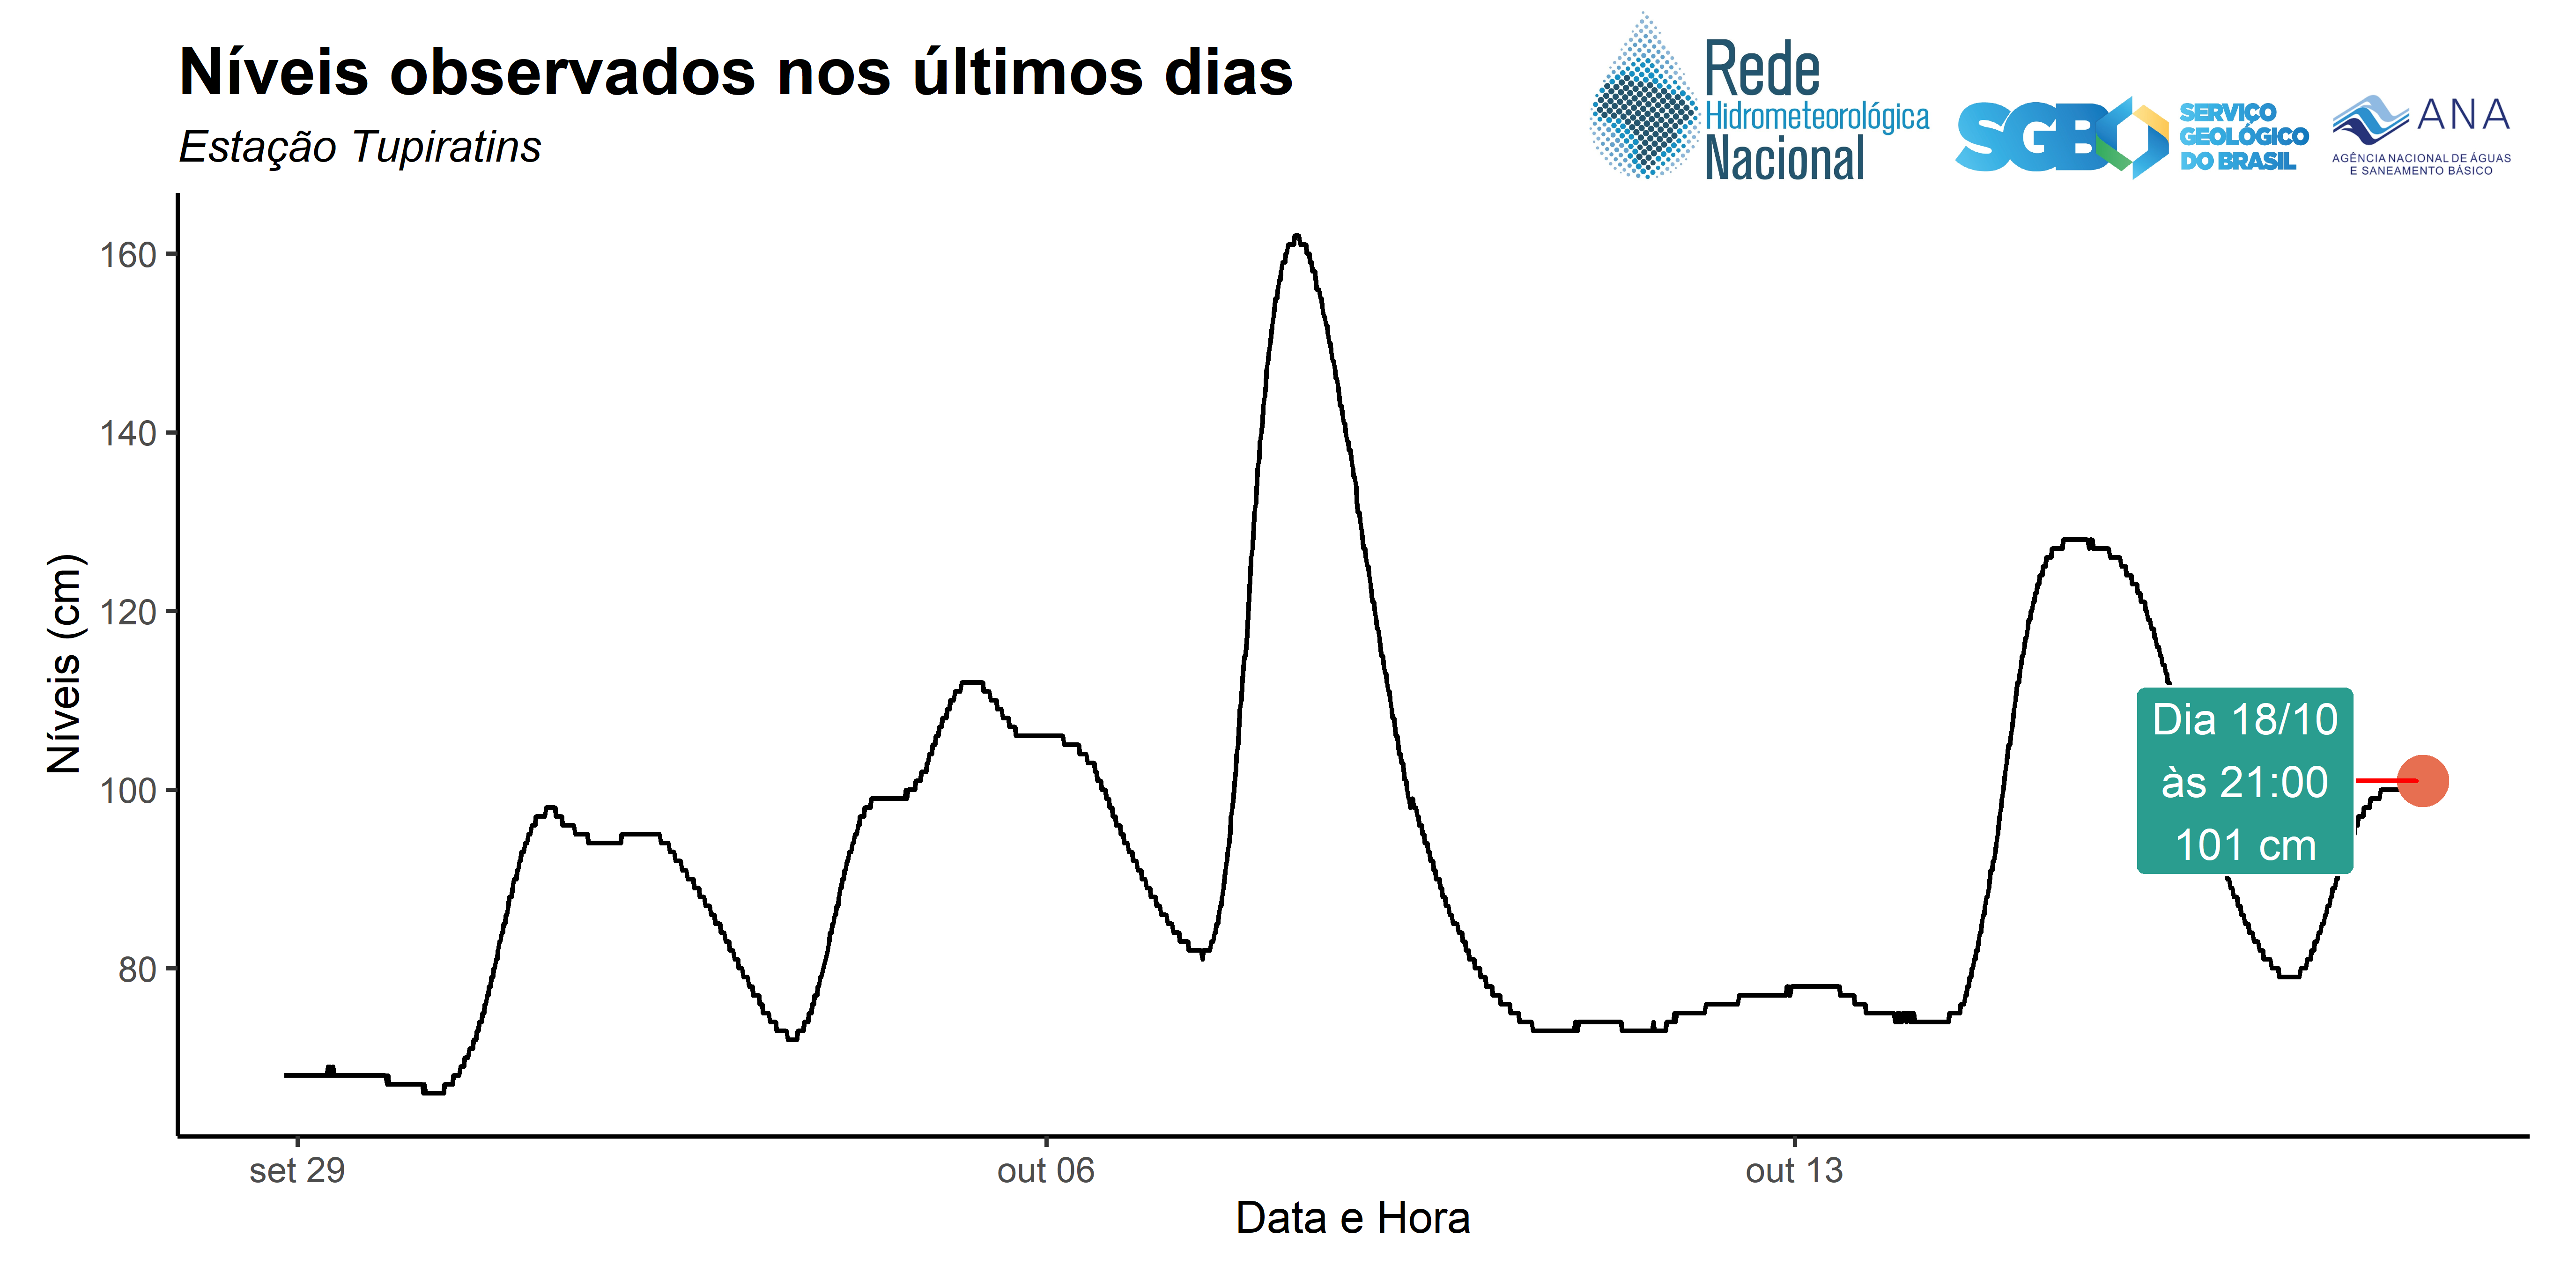 Níveis observados nos últimos dias
Estação Tupiratins
Rede
Hidrometeorológica
Nacional
SGB
SERVIÇO
GEOLÓGICO
DO BRASIL
ANA
AGÊNCIA NACIONAL DE ÁGUAS
E SANEAMENTO BÁSICO
Níveis (cm)
160
140
120
100
80
Dia 18/10
às 21:00
101 cm
set 29
out 06
out 13
Data e Hora